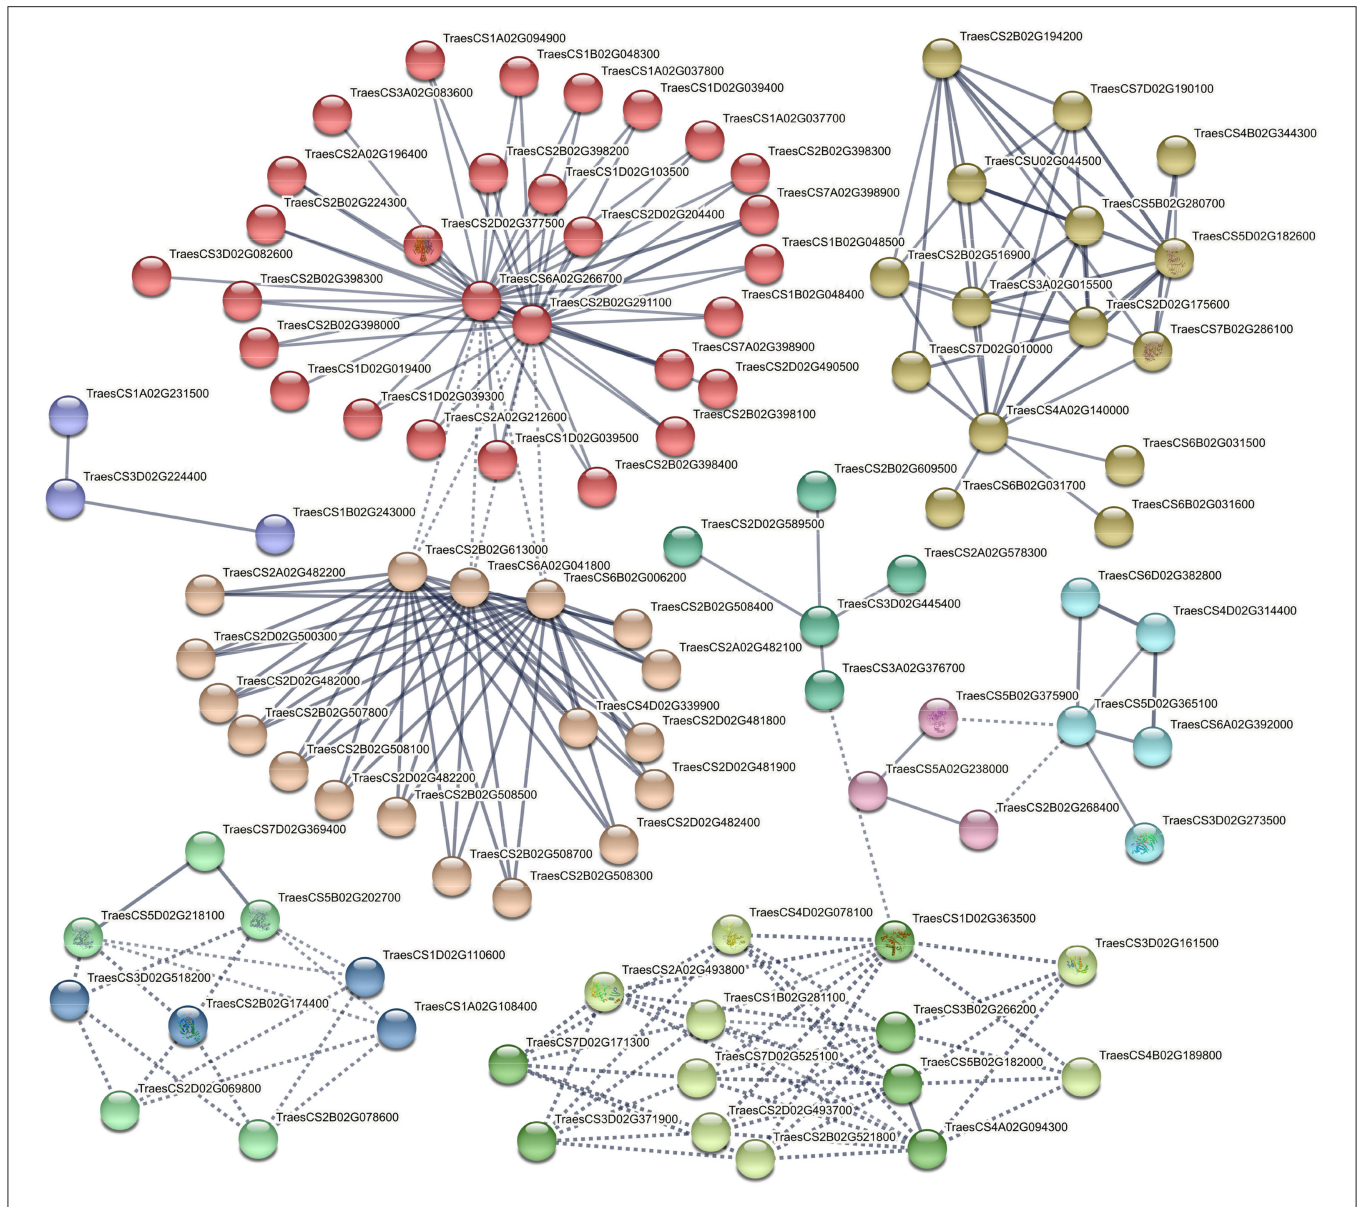 TraesCS1A02G094900
TraesCS1B02G048300
TraesCS1A02G037800
TraesCS3A02G083600
TraesCS1D02G039400
TraesCS1A02G037700
TraesCS2A02G196400
TraesCS2B02G398200
TraesCS2B02G398300
TraesCS1D02G103500
TraesCS7A02G398900
TraesCS2B02G224300
TraesCS2D02G377500
TraesCS2D02G204400
TraesCS3D02G082600
TraesCS1B02G048500
TraesCS2B02G398300
TraesCS6A02G266700
TraesCS1B02G048400
TraesCS2B02G291100
TraesCS2B02G398000
TraesCS7A02G398900
TraesCS1D02G019400
TraesCS2D02G490500
TraesCS1D02G039300
TraesCS2A02G212600
TraesCS2B02G398100
TraesCS1D02G039500
TraesCS2B02G398400
TraesCS2B02G194200
TraesCS7D02G190100
TraesCS4B02G344300
TraesCSU02G044500
TraesCS5B02G280700
TraesCS5D02G182600
TraesCS2B02G516900
TraesCS3A02G015500
TraesCS2D02G175600
TraesCS7B02G286100
TraesCS7D02G010000
TraesCS4A02G140000
TraesCS6B02G031500
TraesCS6B02G031700
TraesCS6B02G031600
TraesCS1A02G231500
TraesCS3D02G224400
TraesCS1B02G243000
TraesCS2B02G609500
TraesCS2D02G589500
TraesCS2A02G578300
TraesCS3D02G445400
TraesCS3A02G376700
TraesCS2B02G613000
TraesCS6A02G041800
TraesCS2A02G482200
TraesCS6B02G006200
TraesCS2B02G508400
TraesCS2D02G500300
TraesCS2A02G482100
TraesCS2D02G482000
TraesCS4D02G339900
TraesCS2B02G507800
TraesCS2D02G481800
TraesCS2B02G508100
TraesCS2D02G481900
TraesCS2D02G482200
TraesCS2B02G508500
TraesCS2D02G482400
TraesCS2B02G508700
TraesCS2B02G508300
TraesCS6D02G382800
TraesCS4D02G314400
TraesCS5B02G375900
TraesCS5D02G365100
TraesCS6A02G392000
TraesCS5A02G238000
TraesCS2B02G268400
TraesCS3D02G273500
TraesCS7D02G369400
TraesCS5B02G202700
TraesCS5D02G218100
TraesCS1D02G110600
TraesCS3D02G518200
TraesCS2B02G174400
TraesCS1A02G108400
TraesCS2D02G069800
TraesCS2B02G078600
TraesCS4D02G078100
TraesCS1D02G363500
TraesCS3D02G161500
TraesCS2A02G493800
TraesCS1B02G281100
TraesCS3B02G266200
TraesCS7D02G171300
TraesCS7D02G525100
TraesCS5B02G182000
TraesCS4B02G189800
TraesCS3D02G371900
TraesCS2D02G493700
TraesCS2B02G521800
TraesCS4A02G094300